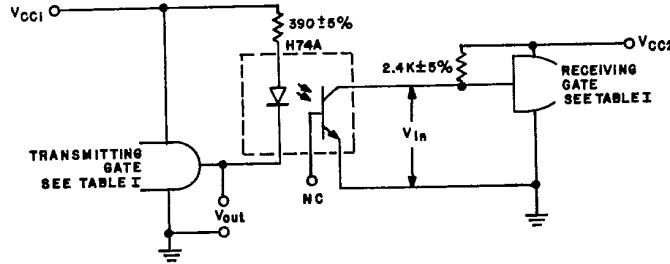 VCC1
390±5%
H74A
VCC2
2.4K±5%
RECEIVING
GATE
SEE TABLE I
Vin
TRANSMITTING
GATE
SEE TABLE I
Vout
NC